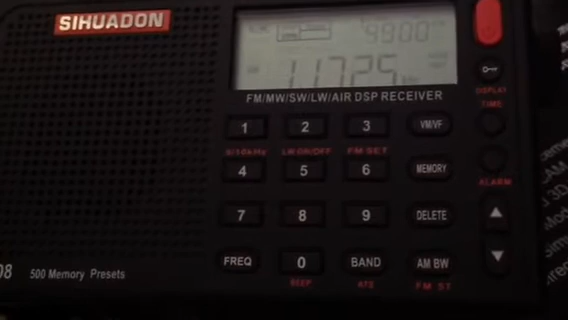 SIHUADON
9800
11725
FM/MW/SW/LW/AIR DSP RECEIVER
DISPLAY
1 2 3 VM/VF
TIME
9/10kHz LW ON/OFF FM SET
4 5 6 MEMORY
ALARM
7 8 9 DELETE
FREQ 0 BAND AM BW
BEEP ATS FM ST
08 500 Memory Presets